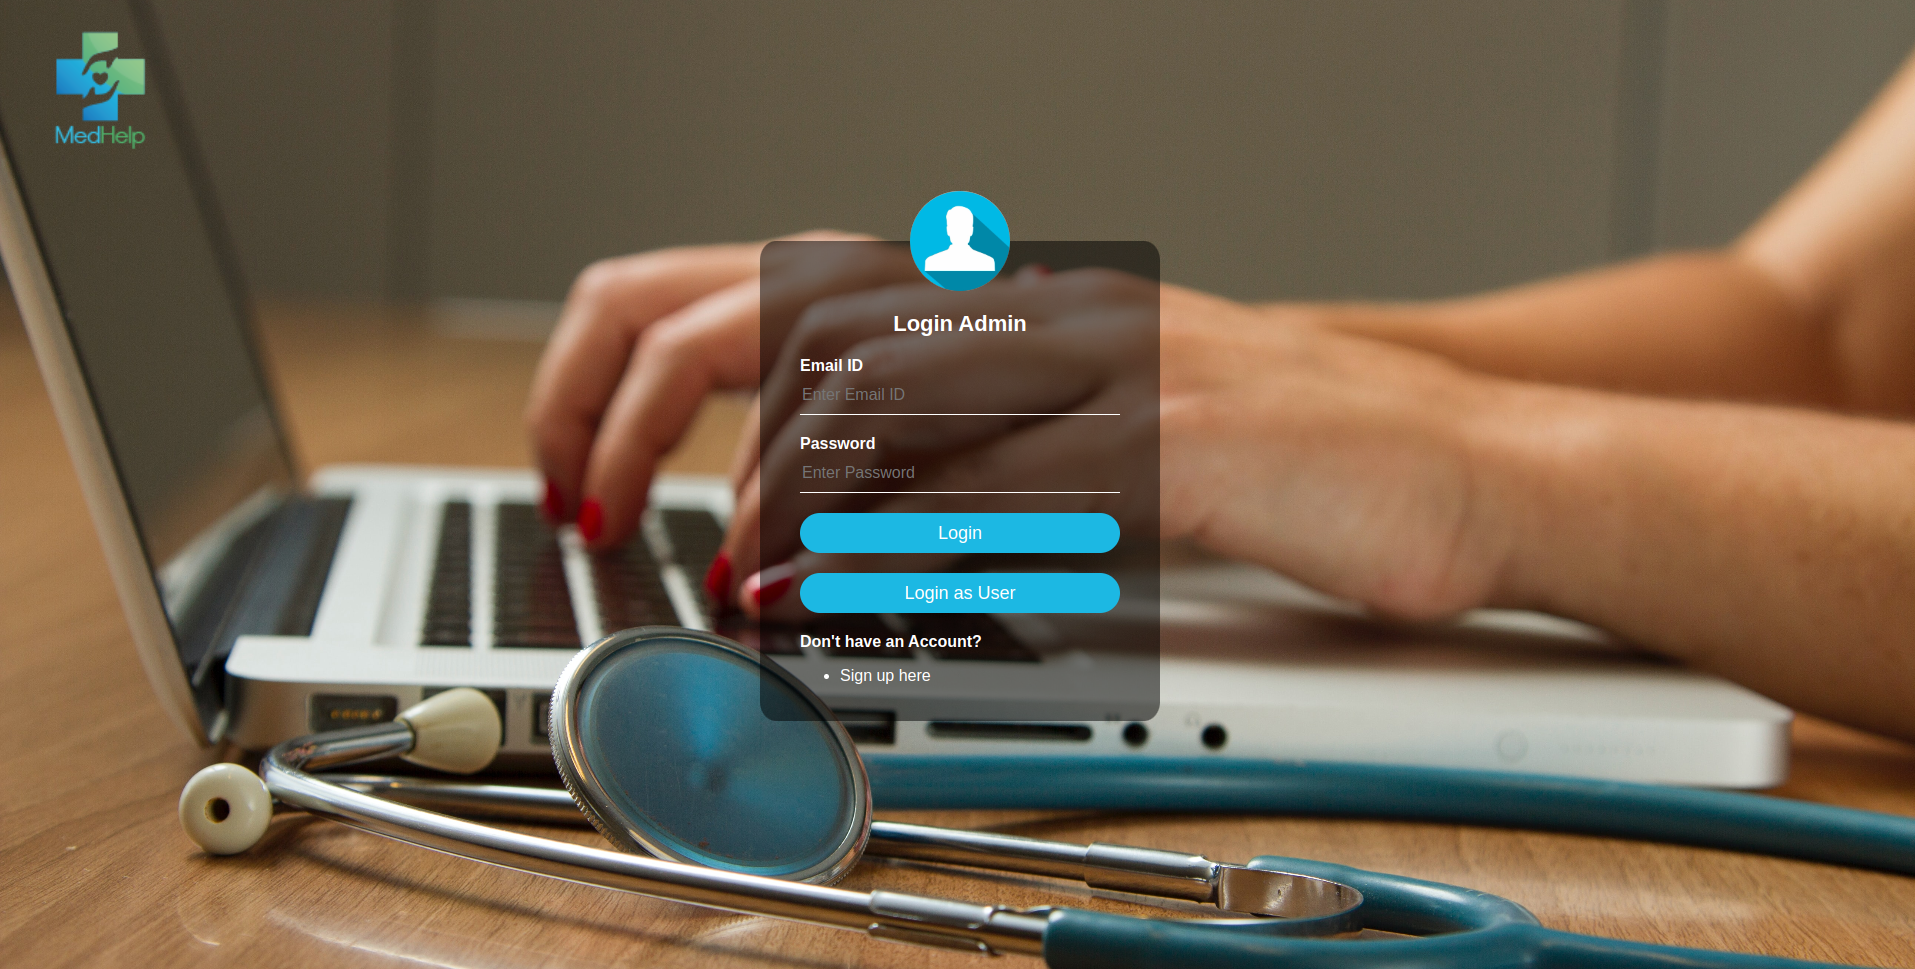 MedHelp
Login Admin
Email ID
Enter Email ID
Password
Enter Password
Login
Login as User
Don't have an Account?
Sign up here